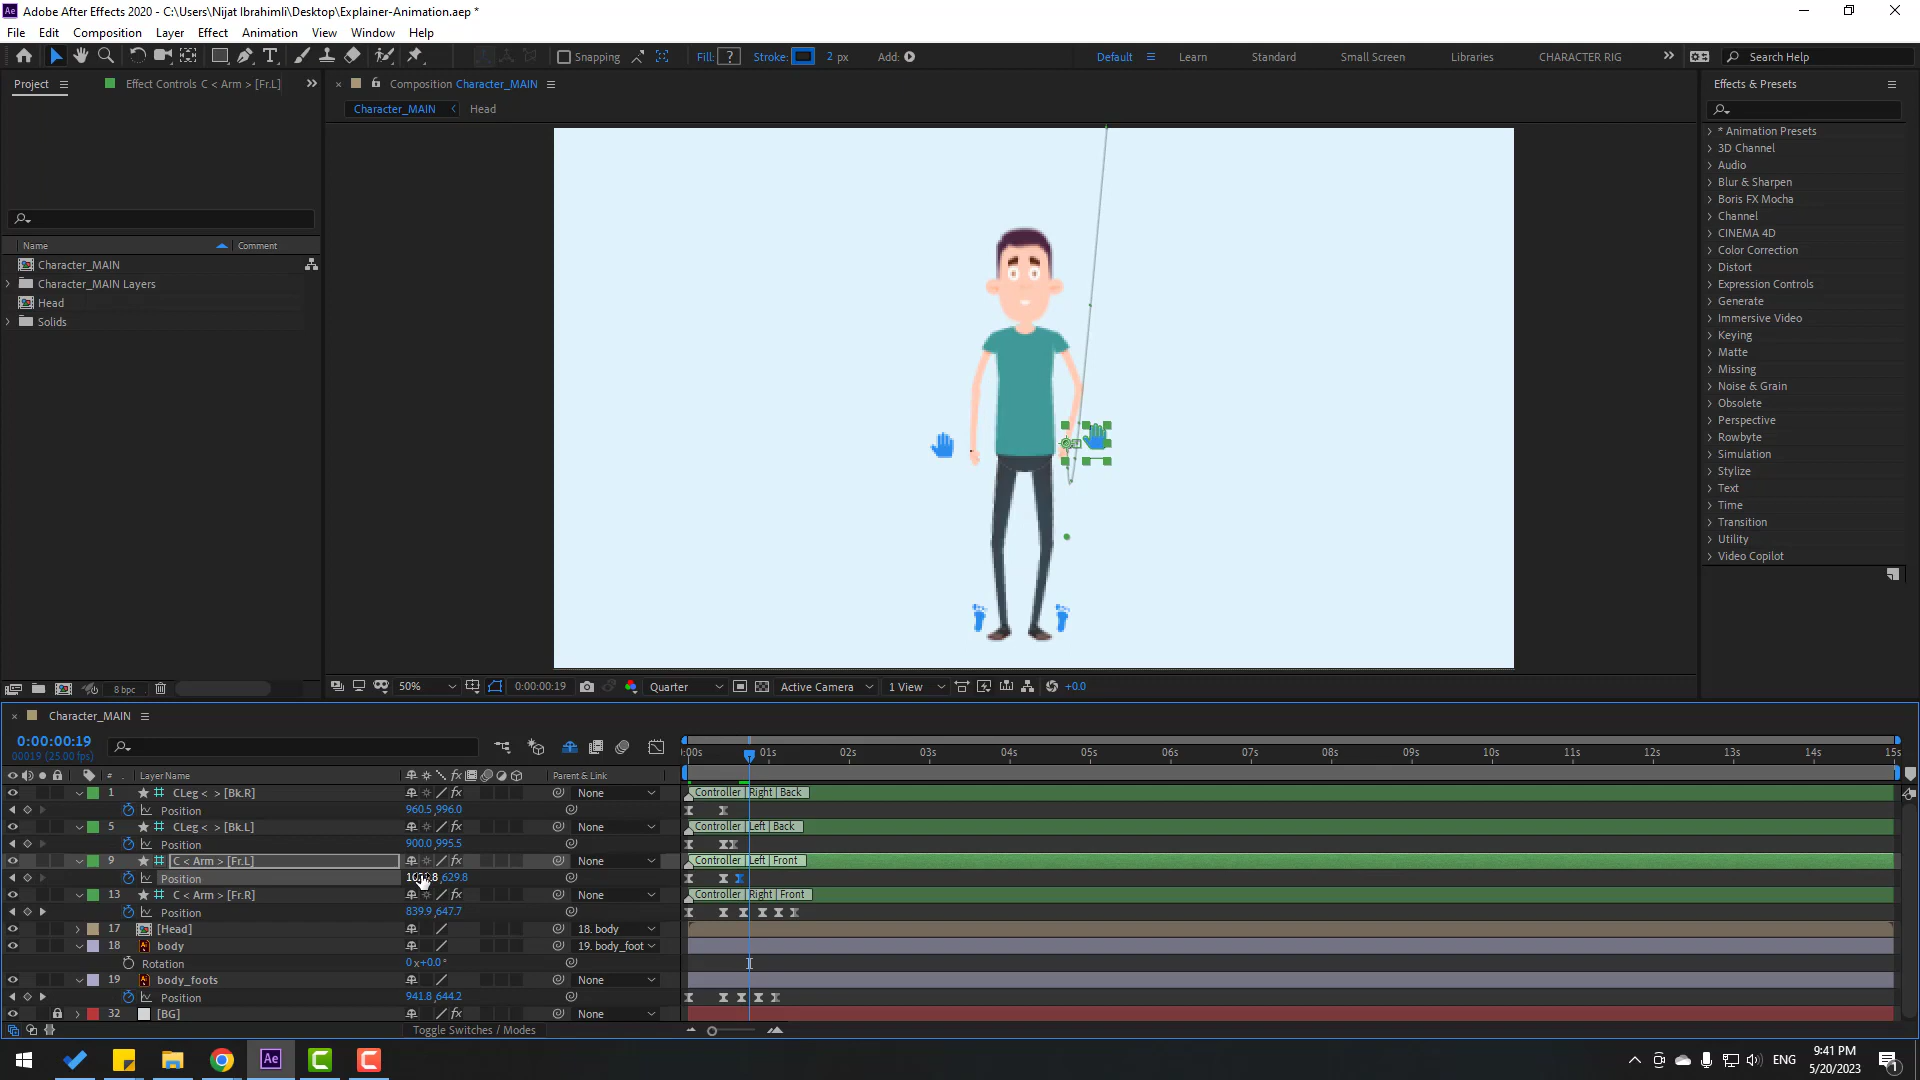 Adobe After Effects 2020 - C:\Users\Nijat Ibrahimli\Desktop\Explainer-Animation.aep *
File Edit Composition Layer Effect Animation View Window Help
Snapping Fill: ? Stroke: 2 px Add: Default Learn Standard Small Screen Libraries CHARACTER RIG Search Help
Project Effect Controls C < Arm > [Fr.L] Composition Character_MAIN Effects & Presets
Character_MAIN Head
Name Comment
Character_MAIN
Character_MAIN Layers
Head
Solids
* Animation Presets
3D Channel
Audio
Blur & Sharpen
Boris FX Mocha
Channel
CINEMA 4D
Color Correction
Distort
Expression Controls
Generate
Immersive Video
Keying
Matte
Missing
Noise & Grain
Obsolete
Perspective
Rowbyte
Simulation
Stylize
Text
Time
Transition
Utility
Video Copilot
8 bpc 50% 0:00:00:19 Quarter Active Camera 1 View +0.0
Character_MAIN
0:00:00:19
00019 (25.00 fps)
:00s 01s 02s 03s 04s 05s 06s 07s 08s 09s 10s 11s 12s 13s 14s 15s
# Layer Name fx Parent & Link
1 CLeg < > [Bk.R] fx None Controller | Right | Back
Position 960.5, 996.0
5 CLeg < > [Bk.L] fx None Controller | Left | Back
Position 900.0, 995.5
9 C < Arm > [Fr.L] fx None Controller | Left | Front
Position ,629.8
13 C < Arm > [Fr.R] fx None Controller | Right | Front
Position 839.9, 647.7
17 [Head] 18. body
18 body 19. body_foot
Rotation 0 x+0.0 °
19 body_foots None
Position 941.8, 644.2
32 [BG] None
Toggle Switches / Modes
Ae ENG 9:41 PM
5/20/2023 1